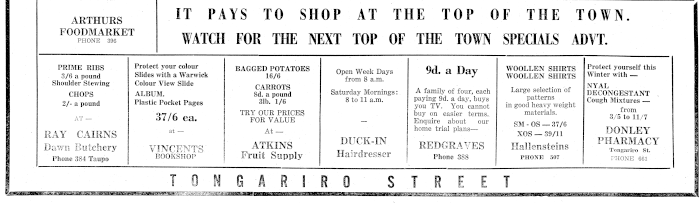 ARTHURS
FOODMARKET
PHONE 396
IT PAYS TO SHOP AT THE TOP OF THE TOWN.
WATCH FOR THE NEXT TOP OF THE TOWN SPECIALS ADVT.
PRIME RIBS
3/6 a pound
Shoulder Stewing
CHOPS
2/- a pound
AT —
RAY CAIRNS
Dawn Butchery
Phone 384 Taupo
Protect your colour
Slides with a Warwick
Colour View Slide
ALBUM.
Plastic Pocket Pages
37/6 ea.
at —
VINCENTS
BOOKSHOP
BAGGED POTATOES
16/6
CARROTS
8d. a pound
3lb. 1/6
TRY OUR PRICES
FOR VALUE
At —
ATKINS
Fruit Supply
Open Week Days
from 8 a.m.
Saturday Mornings:
8 to 11 a.m.
—
DUCK-IN
Hairdresser
9d. a Day
A family of four, each
paying 9d. a day, buys
you TV. You cannot
buy on easier terms.
Enquire about our
home trial plans—
REDGRAVES
Phone 388
WOOLLEN SHIRTS
WOOLLEN SHIRTS
Large selection of
patterns
in good heavy weight
materials.
SM - OS — 37/6
XOS — 39/11
Hallensteins
PHONE 507
Protect yourself this
Winter with —
NYAL
DECONGESTANT
Cough Mixtures —
from
3/5 to 11/7
DONLEY
PHARMACY
Tongariro St.
PHONE 661
TONGARIRO STREET